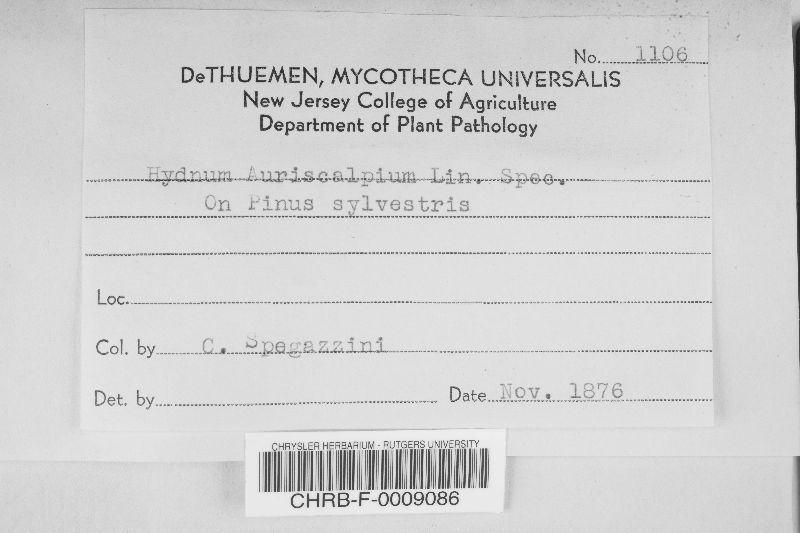 No. 1106
DeTHUEMEN, MYCOTHECA UNIVERSALIS
New Jersey College of Agriculture
Department of Plant Pathology
Hydnum Auriscalpium Lin. Spec.
On Pinus sylvestris
Loc.
Col. by C. Spegazzini
Det. by Date Nov. 1876
CHRYSLER HERBARIUM - RUTGERS UNIVERSITY
CHRB-F-0009086